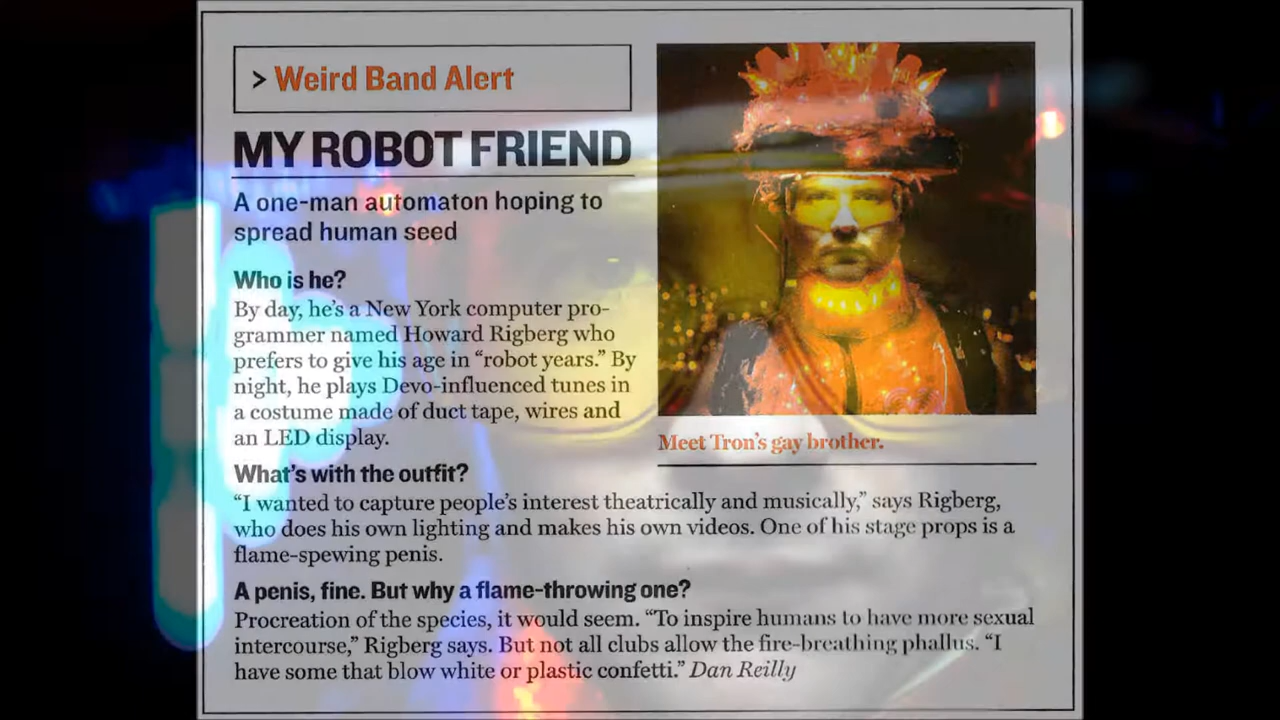 > Weird Band Alert
MY ROBOT FRIEND
A one-man automaton hoping to
spread human seed
Who is he?
By day, he's a New York computer pro-
grammer named Howard Rigberg who
prefers to give his age in “robot years.” By
night, he plays Devo-influenced tunes in
a costume made of duct tape, wires and
an LED display.
Meet Tron's gay brother.
What's with the outfit?
“I wanted to capture people's interest theatrically and musically,” says Rigberg,
who does his own lighting and makes his own videos. One of his stage props is a
flame-spewing penis.
A penis, fine. But why a flame-throwing one?
Procreation of the species, it would seem. “To inspire humans to have more sexual
intercourse,” Rigberg says. But not all clubs allow the fire-breathing phallus. “I
have some that blow white or plastic confetti.” Dan Reilly